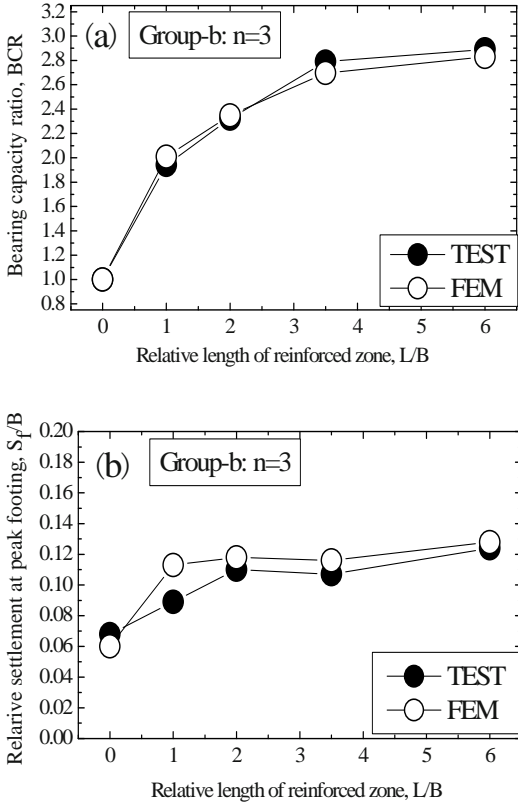 Bearing capacity ratio, BCR
3.2
3.0
2.8
2.6
2.4
2.2
2.0
1.8
1.6
1.4
1.2
1.0
0.8
(a)
Group-b: n=3
TEST
FEM
0 1 2 3 4 5 6
Relative length of reinforced zone, L/B
Relarive settlement at peak footing, S_f/B
0.20
0.18
0.16
0.14
0.12
0.10
0.08
0.06
0.04
0.02
0.00
(b)
Group-b: n=3
TEST
FEM
0 1 2 3 4 5 6
Relative length of reinforced zone, L/B